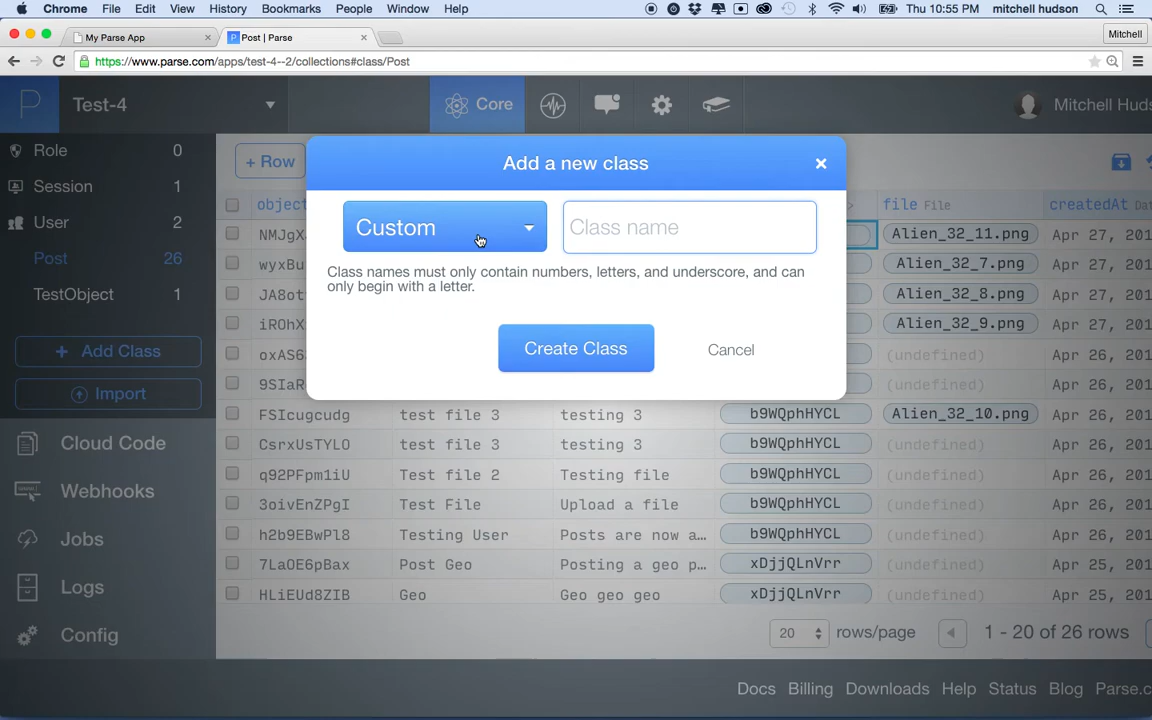 Chrome File Edit View History Bookmarks People Window Help Thu 10:55 PM mitchell hudson
My Parse App Post | Parse Mitchell
https://www.parse.com/apps/test-4--2/collections#class/Post
Test-4 Core Mitchell Huds
Role 0
Session 1
User 2
Post 26
TestObject 1
+ Add Class
Import
Cloud Code
Webhooks
Jobs
Logs
Config
+ Row
Add a new class
Custom Class name
Class names must only contain numbers, letters, and underscore, and can
only begin with a letter.
Create Class Cancel
object file File createdAt Dat
NMJgX Alien_32_11.png Apr 27, 201
wyxBu Alien_32_7.png Apr 27, 201
JA8ot Alien_32_8.png Apr 27, 201
iROhX Alien_32_9.png Apr 27, 201
oxAS6 (undefined) Apr 26, 201
9SIaR (undefined) Apr 26, 201
FSIcugcudg test file 3 testing 3 b9WQphHYCL Alien_32_10.png Apr 26, 201
CsrxUsTYLO test file 3 testing 3 b9WQphHYCL (undefined) Apr 26, 201
q92PFpm1iU Test file 2 Testing file b9WQphHYCL (undefined) Apr 26, 201
3oivEnZPgI Test File Upload a file b9WQphHYCL (undefined) Apr 26, 201
h2b9EBwPl8 Testing User Posts are now a… b9WQphHYCL (undefined) Apr 26, 201
7LaOE6pBax Post Geo Posting a geo p… xDjjQLnVrr (undefined) Apr 25, 201
HLiEUd8ZIB Geo Geo geo geo xDjjQLnVrr (undefined) Apr 25, 201
20 rows/page 1 - 20 of 26 rows
Docs Billing Downloads Help Status Blog Parse.c